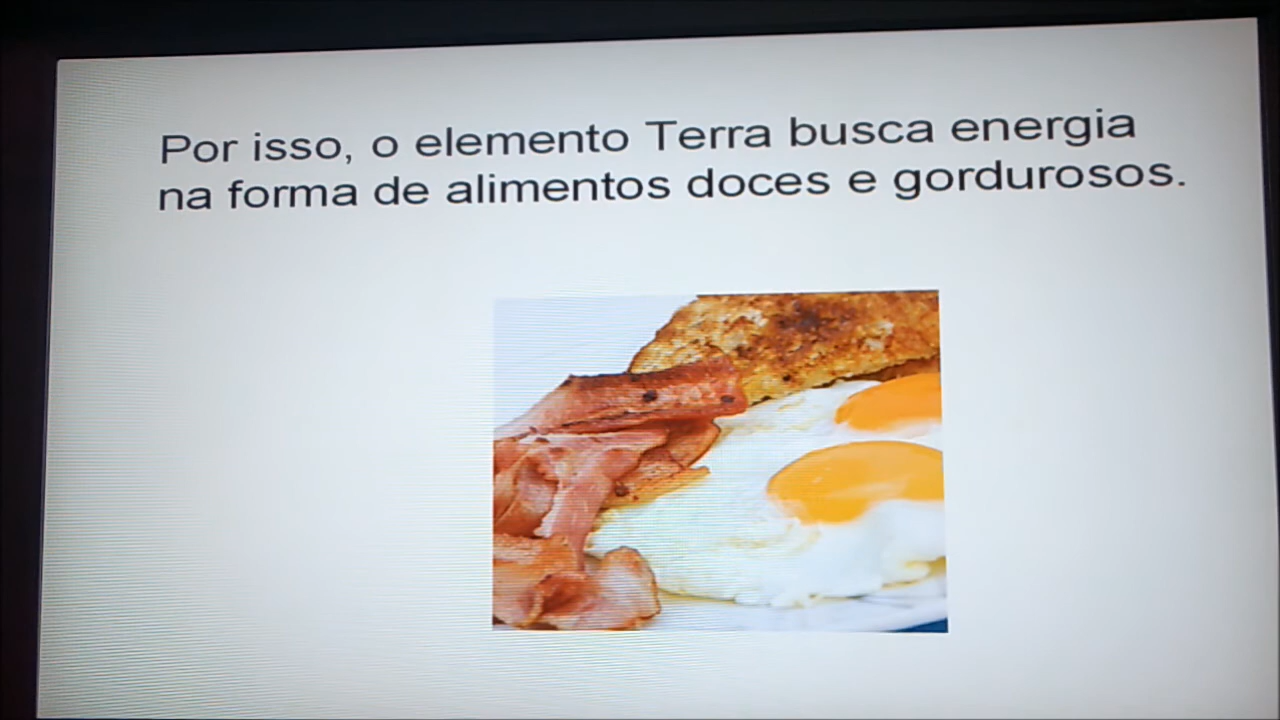 Por isso, o elemento Terra busca energia
na forma de alimentos doces e gordurosos.